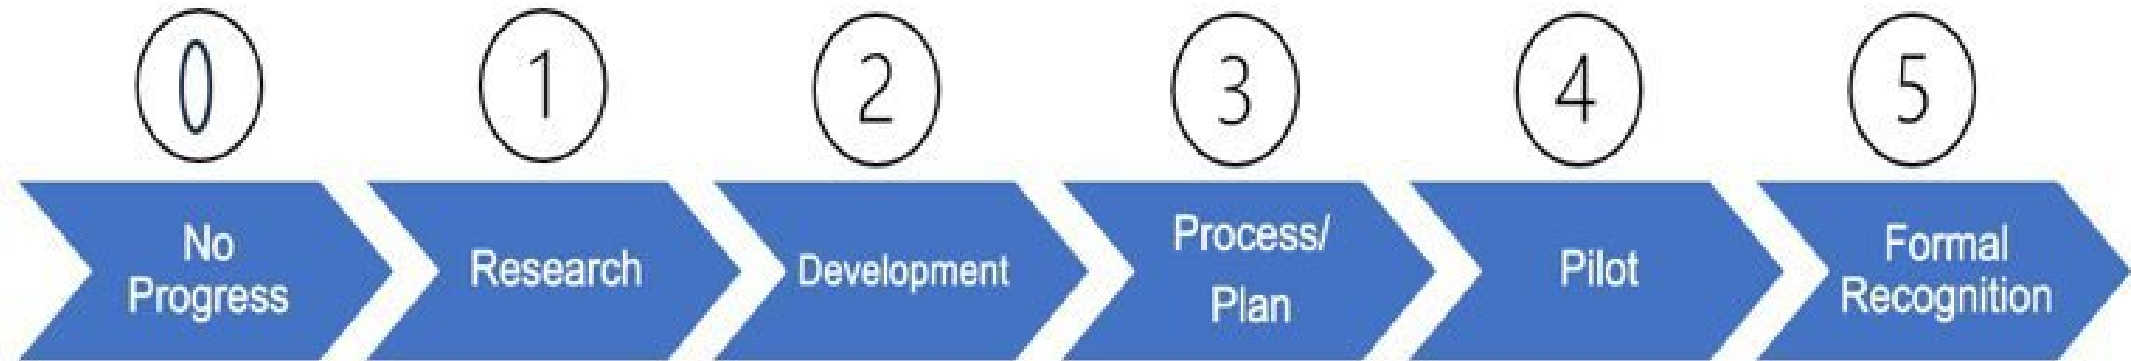 0
1
2
3
4
5
No
Progress
Research
Development
Process/
Plan
Pilot
Formal
Recognition